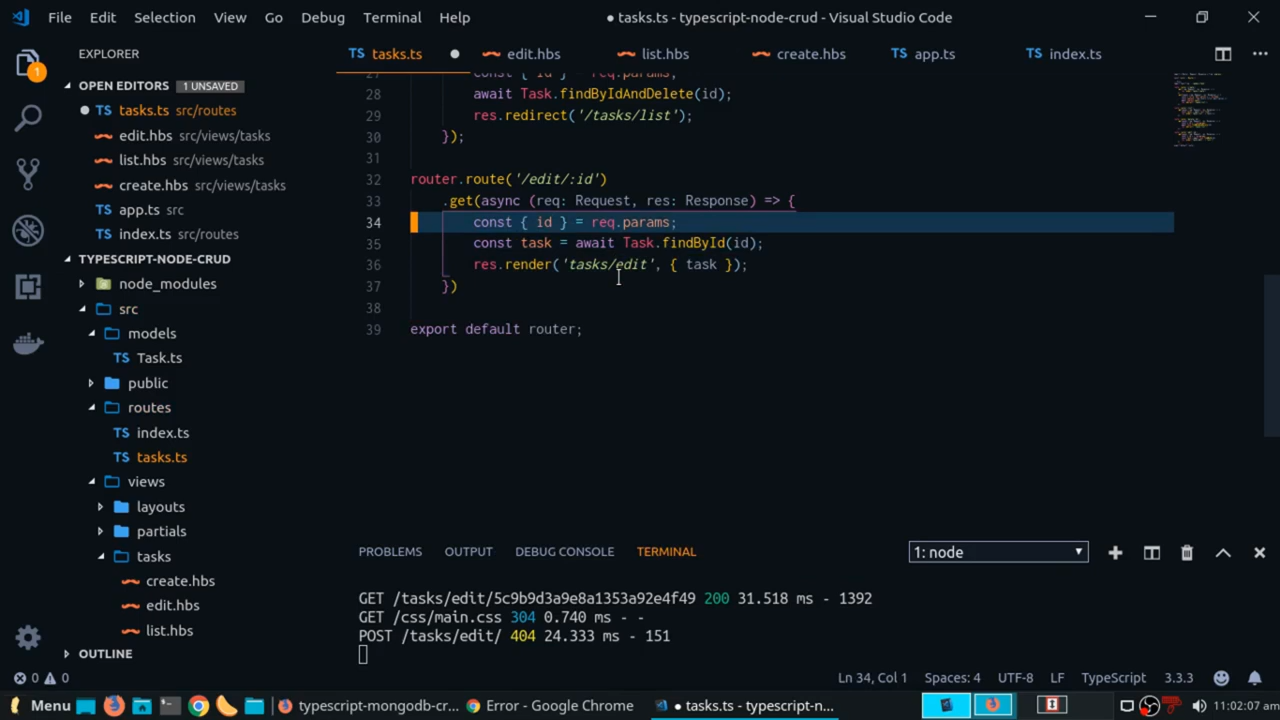 File Edit Selection View Go Debug Terminal Help
● tasks.ts - typescript-node-crud - Visual Studio Code
EXPLORER
OPEN EDITORS 1 UNSAVED
TS tasks.ts src/routes
edit.hbs src/views/tasks
list.hbs src/views/tasks
create.hbs src/views/tasks
TS app.ts src
TS index.ts src/routes
TYPESCRIPT-NODE-CRUD
node_modules
src
models
TS Task.ts
public
routes
TS index.ts
TS tasks.ts
views
layouts
partials
tasks
create.hbs
edit.hbs
list.hbs
OUTLINE
1
TS tasks.ts ● edit.hbs list.hbs create.hbs TS app.ts TS index.ts
27 const { id } = req.params;
28 await Task.findByIdAndDelete(id);
29 res.redirect('/tasks/list');
30 });
31
32 router.route('/edit/:id')
33 .get(async (req: Request, res: Response) => {
34 const { id } = req.params;
35 const task = await Task.findById(id);
36 res.render('tasks/edit', { task });
37 })
38
39 export default router;
PROBLEMS OUTPUT DEBUG CONSOLE TERMINAL 1: node
GET /tasks/edit/5c9b9d3a9e8a1353a92e4f49 200 31.518 ms - 1392
GET /css/main.css 304 0.740 ms - -
POST /tasks/edit/ 404 24.333 ms - 151
0 0 Ln 34, Col 1 Spaces: 4 UTF-8 LF TypeScript 3.3.3
Menu typescript-mongodb-cr... Error - Google Chrome ● tasks.ts - typescript-n... 11:02:07 am